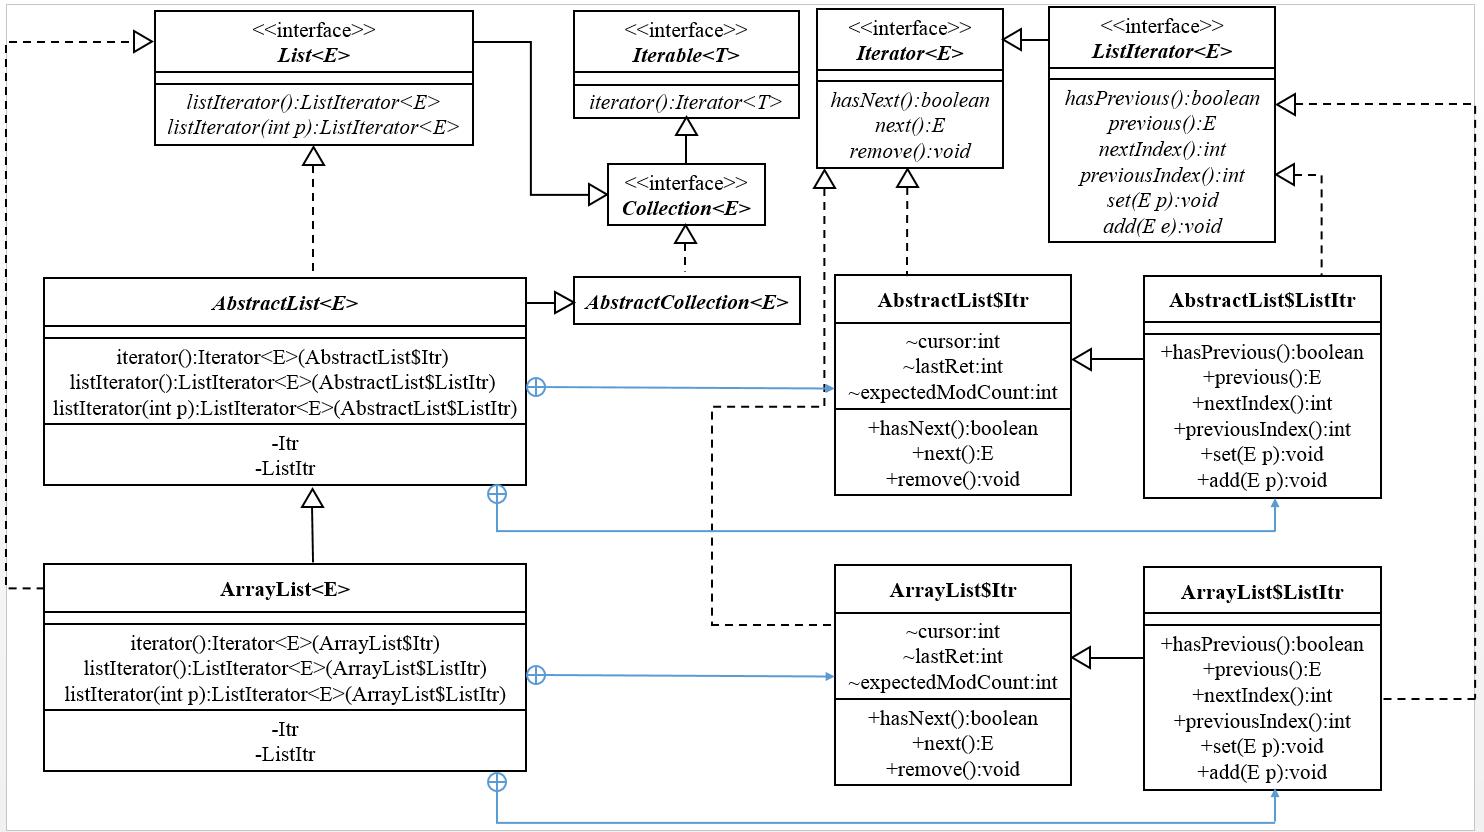 <<interface>>
List<E>
listIterator():ListIterator<E>
listIterator(int p):ListIterator<E>
<<interface>>
Iterable<T>
iterator():Iterator<T>
<<interface>>
Collection<E>
<<interface>>
Iterator<E>
hasNext():boolean
next():E
remove():void
<<interface>>
ListIterator<E>
hasPrevious():boolean
previous():E
nextIndex():int
previousIndex():int
set(E p):void
add(E e):void
AbstractList<E>
iterator():Iterator<E>(AbstractList$Itr)
listIterator():ListIterator<E>(AbstractList$ListItr)
listIterator(int p):ListIterator<E>(AbstractList$ListItr)
-Itr
-ListItr
AbstractCollection<E>
AbstractList$Itr
~cursor:int
~lastRet:int
~expectedModCount:int
+hasNext():boolean
+next():E
+remove():void
AbstractList$ListItr
+hasPrevious():boolean
+previous():E
+nextIndex():int
+previousIndex():int
+set(E p):void
+add(E p):void
ArrayList<E>
iterator():Iterator<E>(ArrayList$Itr)
listIterator():ListIterator<E>(ArrayList$ListItr)
listIterator(int p):ListIterator<E>(ArrayList$ListItr)
-Itr
-ListItr
ArrayList$Itr
~cursor:int
~lastRet:int
~expectedModCount:int
+hasNext():boolean
+next():E
+remove():void
ArrayList$ListItr
+hasPrevious():boolean
+previous():E
+nextIndex():int
+previousIndex():int
+set(E p):void
+add(E p):void